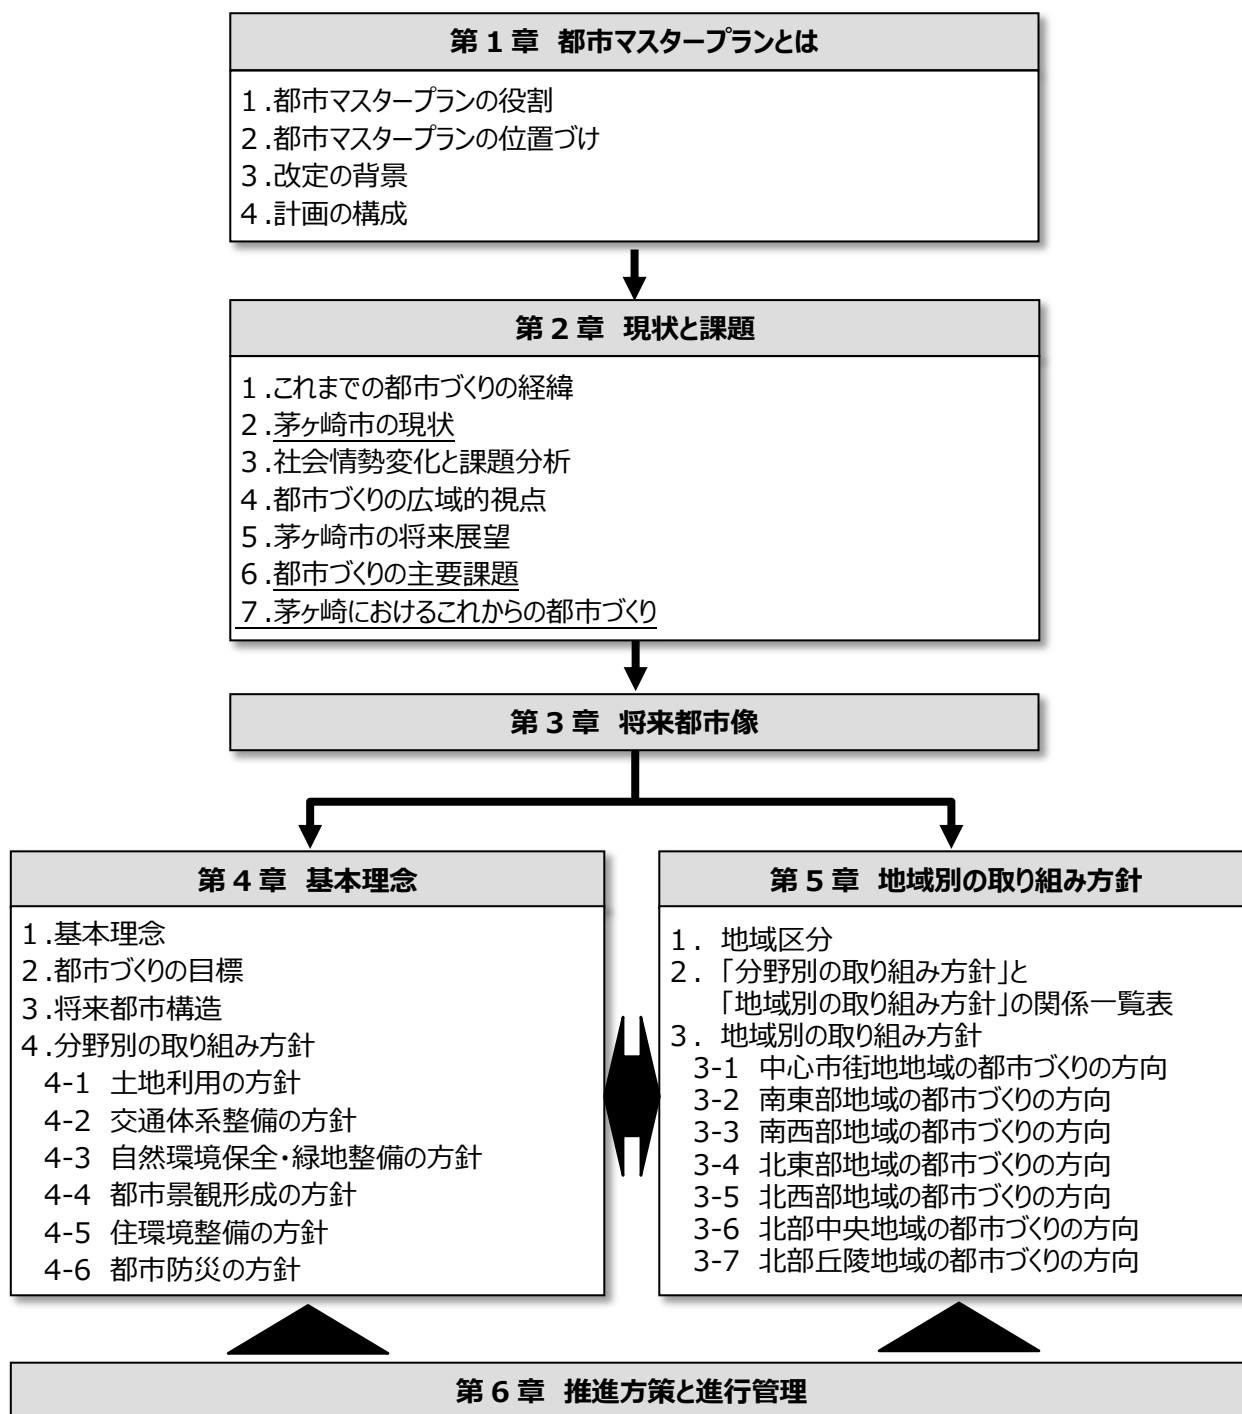 第１章 都市マスタープランとは
１.都市マスタープランの役割
２.都市マスタープランの位置づけ
３.改定の背景
４.計画の構成
第２章 現状と課題
１.これまでの都市づくりの経緯
２.茅ヶ崎市の現状
３.社会情勢変化と課題分析
４.都市づくりの広域的視点
５.茅ヶ崎市の将来展望
６.都市づくりの主要課題
７.茅ヶ崎におけるこれからの都市づくり
第３章 将来都市像
第４章 基本理念
１.基本理念
２.都市づくりの目標
３.将来都市構造
４.分野別の取り組み方針
4-1 土地利用の方針
4-2 交通体系整備の方針
4-3 自然環境保全・緑地整備の方針
4-4 都市景観形成の方針
4-5 住環境整備の方針
4-6 都市防災の方針
第５章 地域別の取り組み方針
１. 地域区分
２. 「分野別の取り組み方針」と
「地域別の取り組み方針」の関係一覧表
３. 地域別の取り組み方針
3-1 中心市街地地域の都市づくりの方向
3-2 南東部地域の都市づくりの方向
3-3 南西部地域の都市づくりの方向
3-4 北東部地域の都市づくりの方向
3-5 北西部地域の都市づくりの方向
3-6 北部中央地域の都市づくりの方向
3-7 北部丘陵地域の都市づくりの方向
第６章 推進方策と進行管理